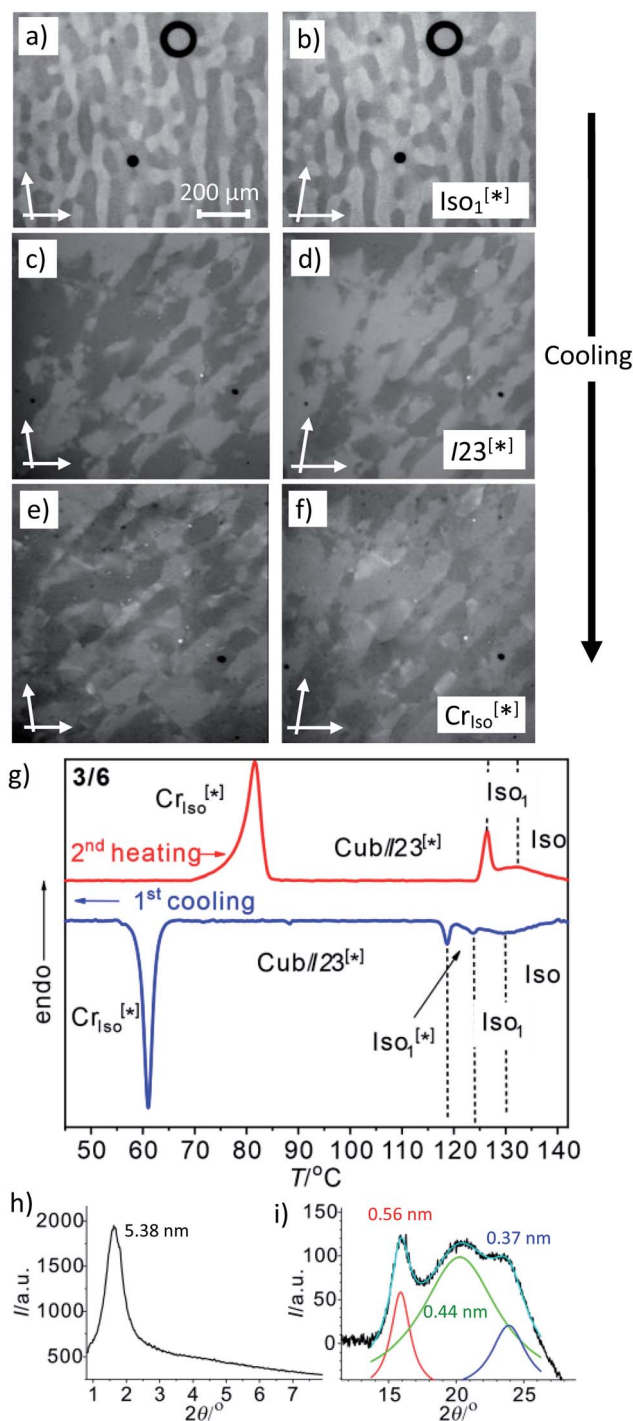 a)
b)
200 µm
Iso₁[*]
c)
d)
I23[*]
Cooling
e)
f)
CrIso[*]
g)
3/6
CrIso[*]
Iso₁
Iso
2nd heating
Cub/I23[*]
1st cooling
Cub/I23[*]
CrIso[*]
Iso₁[*]
Iso₁
Iso
endo
50 60 70 80 90 100 110 120 130 140
T/°C
h)
5.38 nm
2000
1500
1000
500
I/a.u.
1 2 3 4 5 6 7
2θ/°
i)
0.56 nm
0.37 nm
0.44 nm
150
100
50
0
I/a.u.
15 20 25
2θ/°